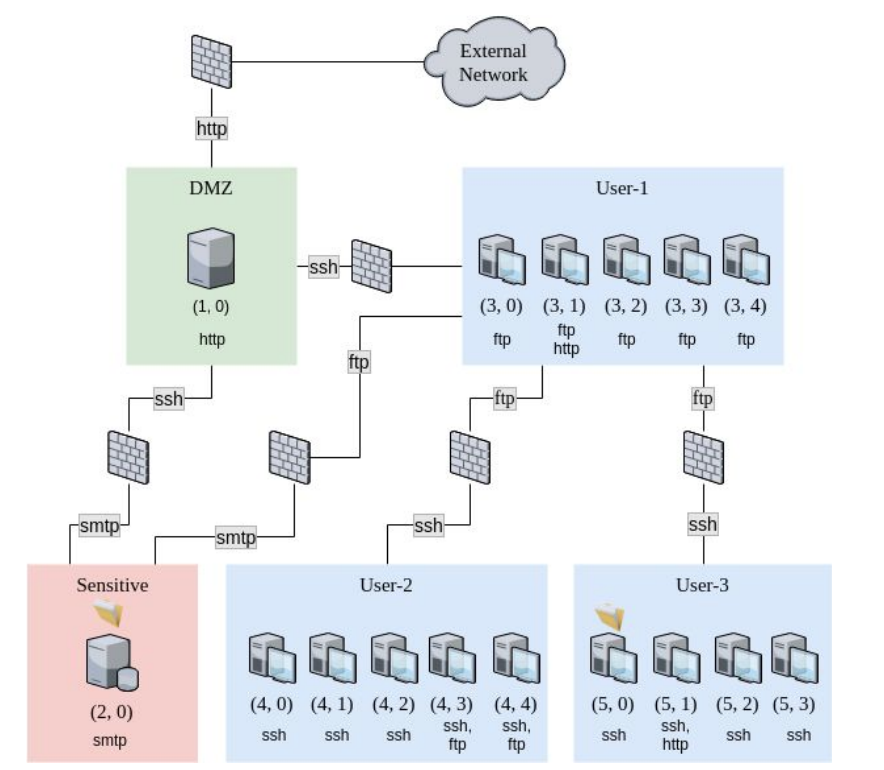 External
Network
http
DMZ
User-1
(1, 0)
http
ssh
(3, 0) (3, 1) (3, 2) (3, 3) (3, 4)
ftp ftp http ftp ftp ftp
ftp
ssh
ftp
ftp
smtp
smtp
ssh
ssh
Sensitive
(2, 0)
smtp
User-2
(4, 0) (4, 1) (4, 2) (4, 3) (4, 4)
ssh ssh ssh ssh, ftp ssh, ftp
User-3
(5, 0) (5, 1) (5, 2) (5, 3)
ssh ssh, http ssh ssh